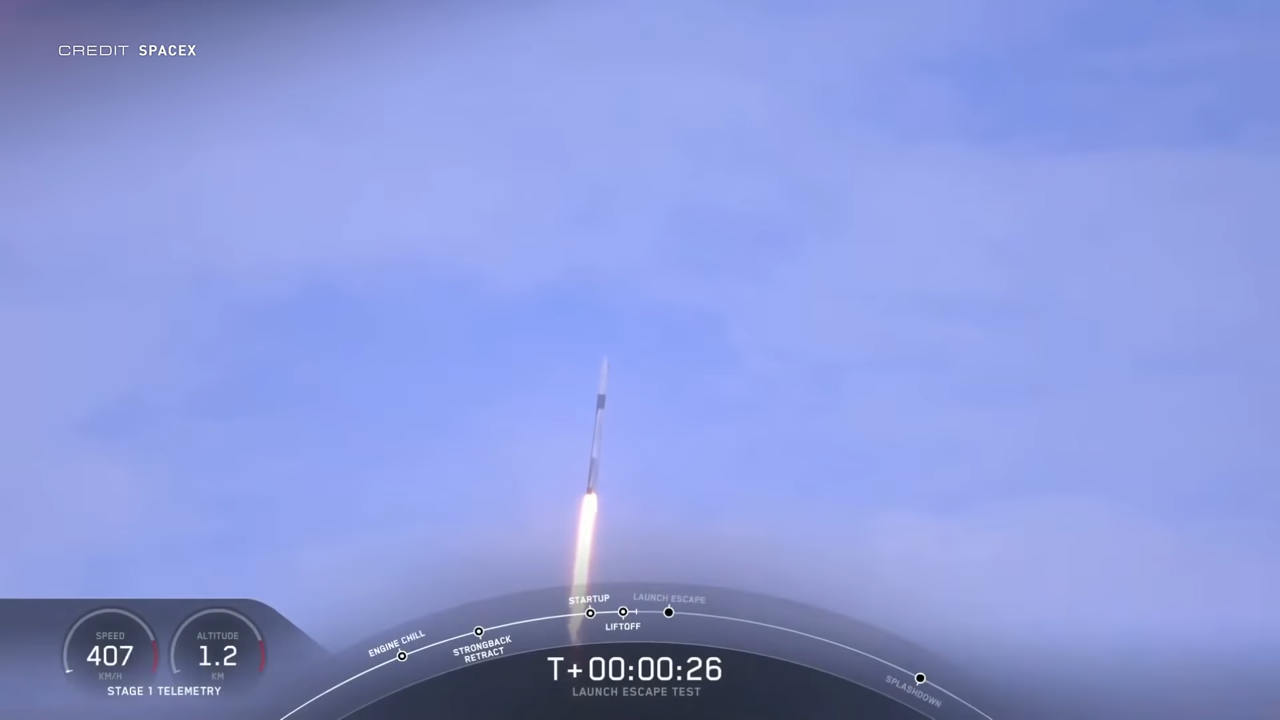 CREDIT SPACEX
ENGINE CHILL
STRONGBACK
RETRACT
STARTUP
LIFTOFF
LAUNCH ESCAPE
SPLASHDOWN
SPEED
407
KM/H
ALTITUDE
1.2
KM
STAGE 1 TELEMETRY
T+00:00:26
LAUNCH ESCAPE TEST